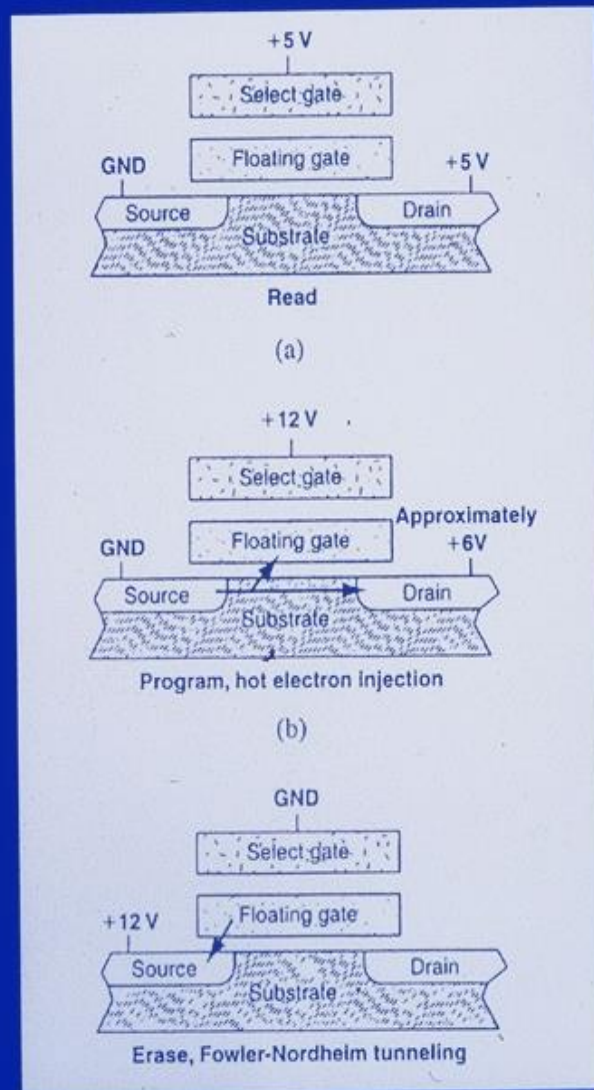 +5 V
Select gate
Floating gate
GND
+5 V
Source
Drain
Substrate
Read
(a)
+12 V
Select gate
Approximately
Floating gate
GND
+6V
Source
Drain
Substrate
Program, hot electron injection
(b)
GND
Select gate
+12 V
Floating gate
Source
Drain
Substrate
Erase, Fowler-Nordheim tunneling